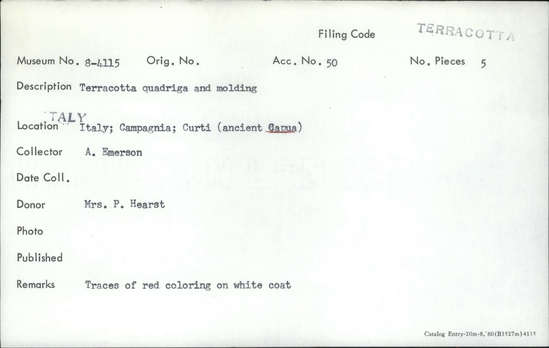 Filing Code TERRACOTTA
Museum No. 8-4115 Orig. No. Acc. No. 50 No. Pieces 5
Description Terracotta quadriga and molding
ITALY
Location Italy; Campagnia; Curti (ancient Capua)
Collector A. Emerson
Date Coll.
Donor Mrs. P. Hearst
Photo
Published
Remarks Traces of red coloring on white coat
Catalog Entry-20m-8,'60(B1527m)4115